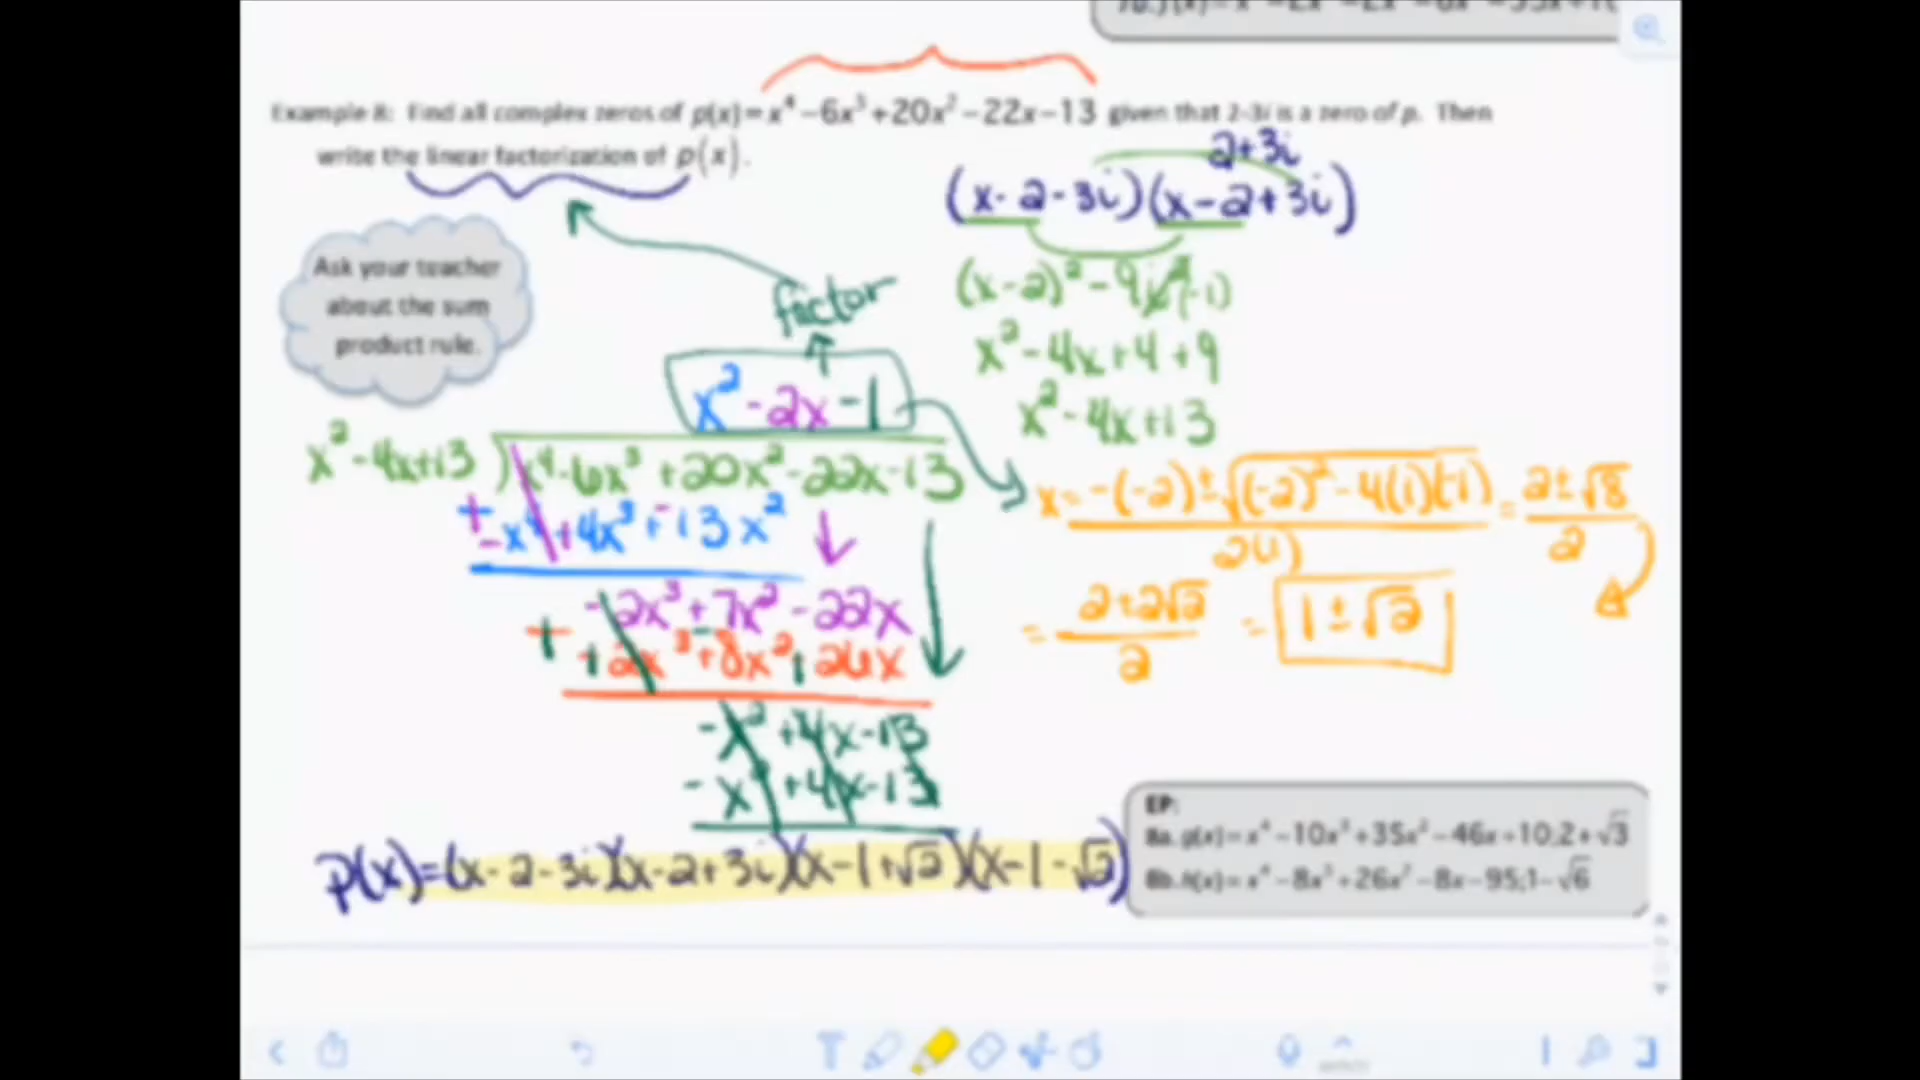 Example 8: Find all complex zeros of p(x)=x⁴−6x³+20x²−22x−13 given that 2-3i is a zero of p. Then
write the linear factorization of p(x).
2+3i
(x-2-3i)(x-2+3i)
Ask your teacher
about the sum
product rule.
(x-2)²-9i²(-1)
factor
x²-4x+4+9
x²-2x-1
x²-4x+13
x²-4x+13 x⁴-6x³+20x²-22x-13
x=-(-2)±√(-2)²-4(1)(-1) = 2±√8
2(1) 2
-x⁴+4x³+13x²
-2x³+7x²-22x
+2x³+8x²+26x
= 2±2√2 = 1±√2
2
-x²+4x-13
-x²+4x-13
p(x)=(x-2-3i)(x-2+3i)(x-1+√2)(x-1-√2)
EP:
8a. g(x)=x⁴−10x³+35x²−46x+10;2+√3
8b. h(x)=x⁴−8x³+26x²−8x−95;1−√6